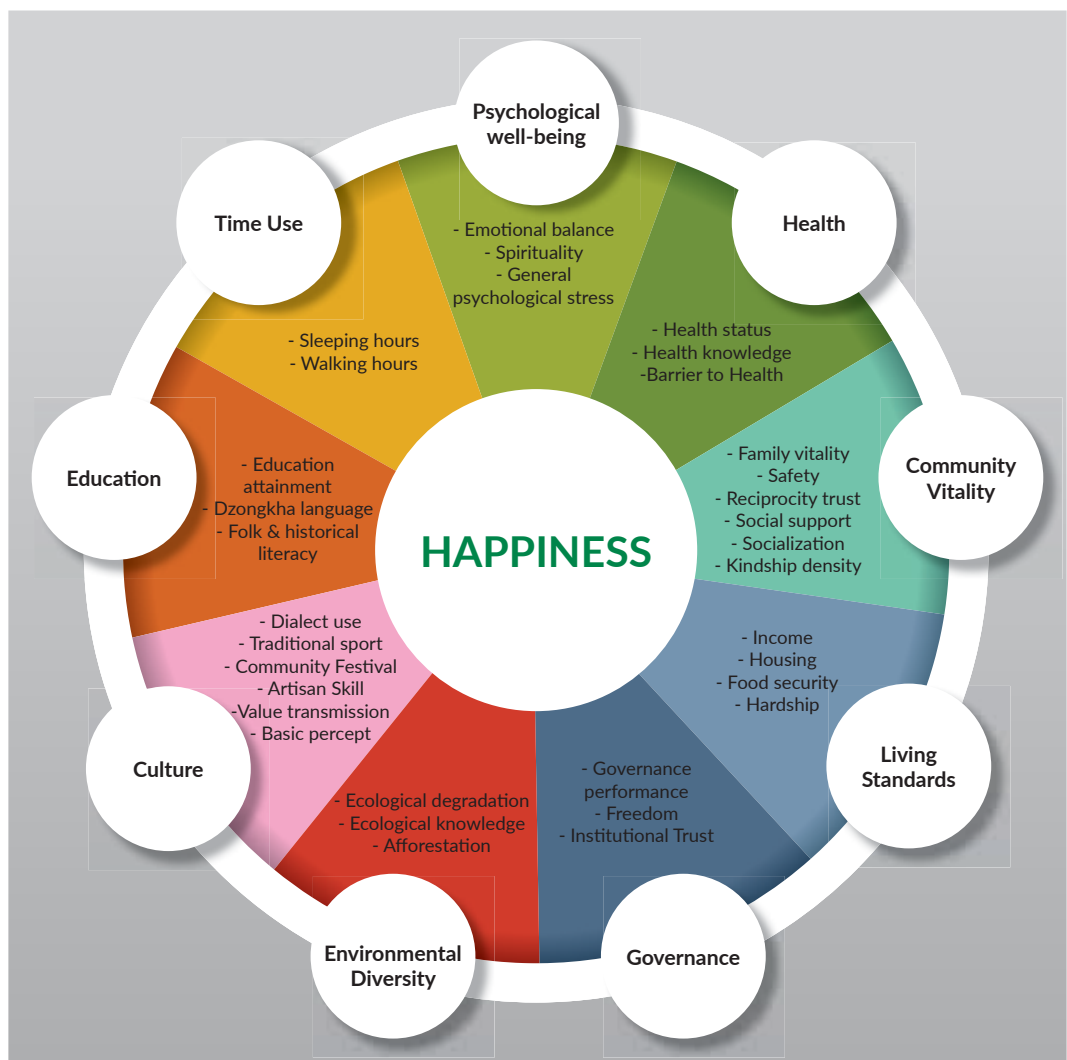 Psychological
well-being
- Emotional balance
- Spirituality
- General
psychological stress
Health
- Health status
- Health knowledge
-Barrier to Health
Community
Vitality
- Family vitality
- Safety
- Reciprocity trust
- Social support
- Socialization
- Kindship density
Living
Standards
- Income
- Housing
- Food security
- Hardship
Governance
- Governance
performance
- Freedom
- Institutional Trust
Environmental
Diversity
- Ecological degradation
- Ecological knowledge
- Afforestation
Culture
- Dialect use
- Traditional sport
- Community Festival
- Artisan Skill
-Value transmission
- Basic percept
Education
- Education
attainment
- Dzongkha language
- Folk & historical
literacy
Time Use
- Sleeping hours
- Walking hours
HAPPINESS